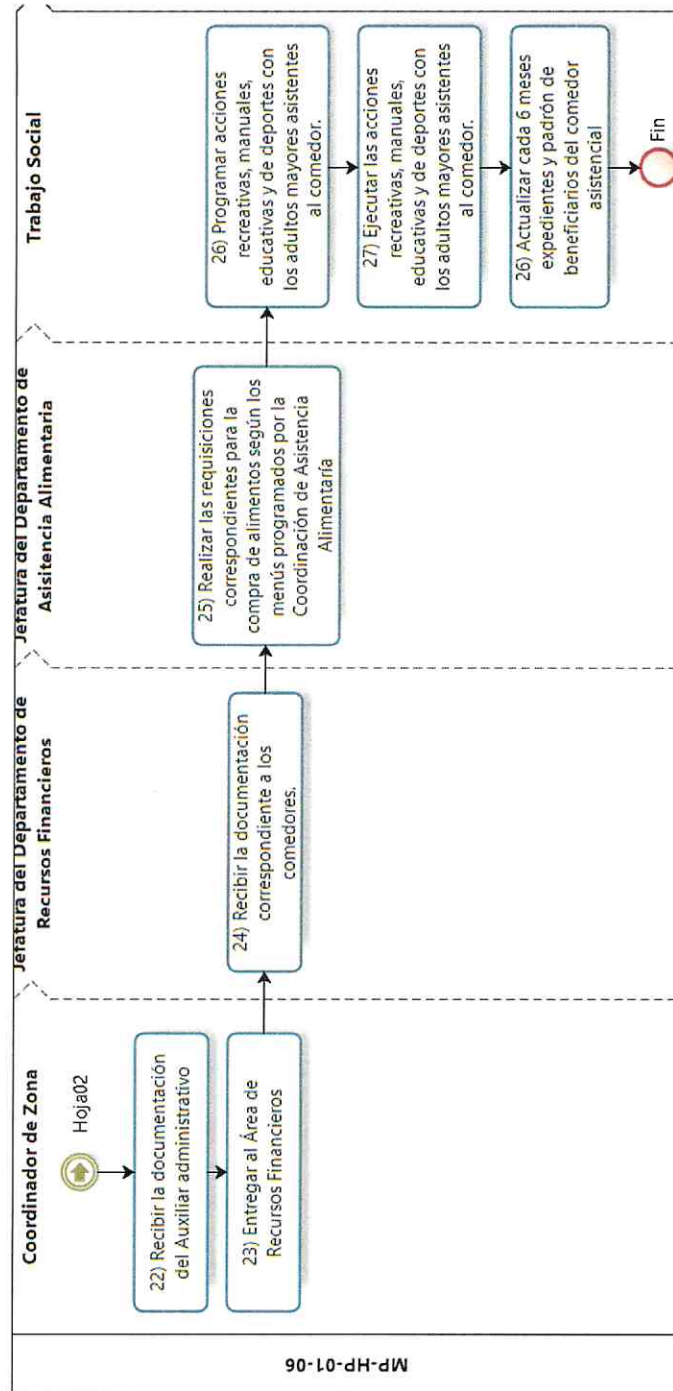 MP-HP-01-06
Coordinador de Zona
Hoja02
22) Recibir la documentación
del Auxiliar administrativo
23) Entregar al Área de
Recursos Financieros
Jefatura del Departamento de
Recursos Financieros
24) Recibir la documentación
correspondiente a los
comedores.
Jefatura del Departamento de
Asisitencia Alimentaria
25) Realizar las requisiciones
correspondientes para la
compra de alimentos según los
menús programados por la
Coordinación de Asistencia
Alimentaría
Trabajo Social
26) Programar acciones
recreativas, manuales,
educativas y de deportes con
los adultos mayores asistentes
al comedor.
27) Ejecutar las acciones
recreativas, manuales,
educativas y de deportes con
los adultos mayores asistentes
al comedor.
26) Actualizar cada 6 meses
expedientes y padrón de
beneficiarios del comedor
asistencial
Fin